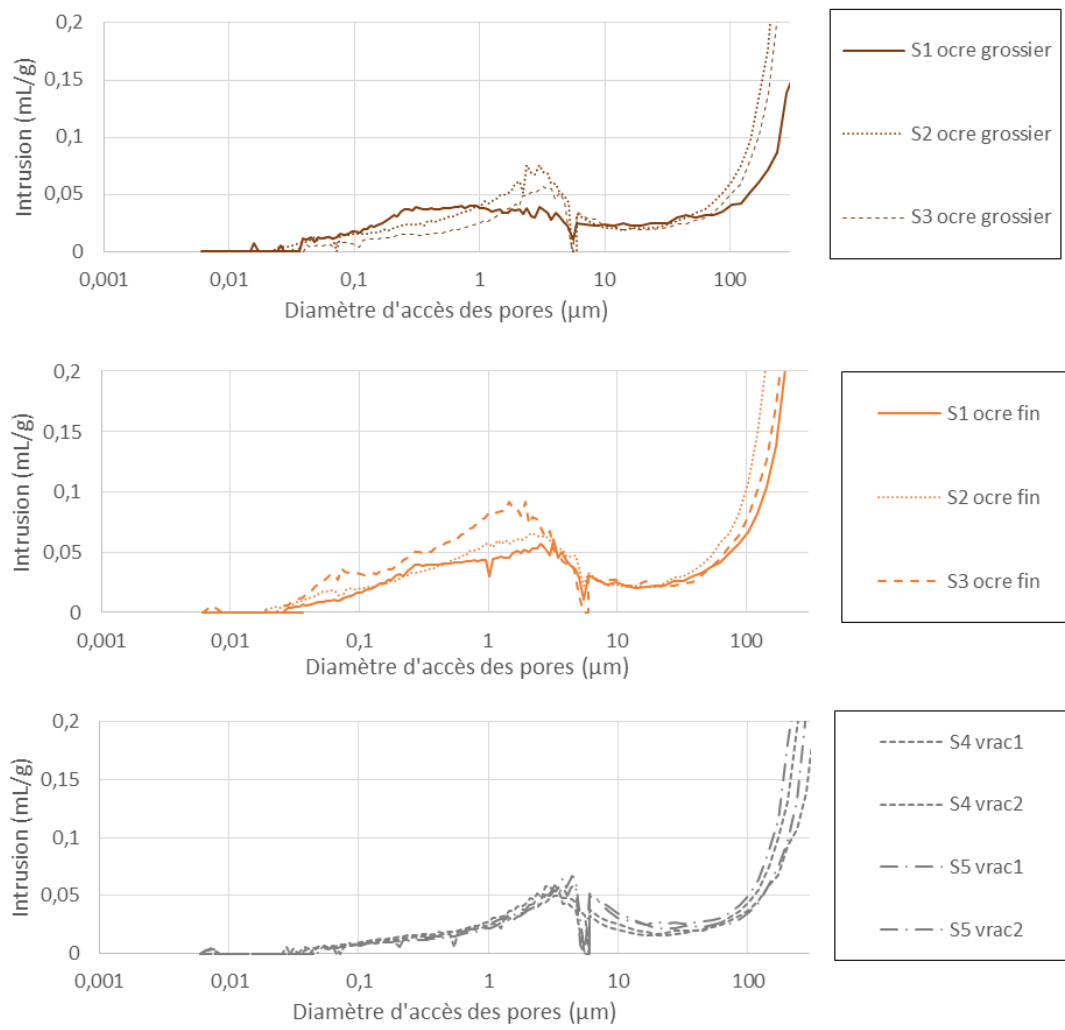 0,2
0,15
0,1
0,05
0
Intrusion (mL/g)
0,001 0,01 0,1 1 10 100
Diamètre d'accès des pores (µm)
S1 ocre grossier
S2 ocre grossier
S3 ocre grossier
0,2
0,15
0,1
0,05
0
Intrusion (mL/g)
0,001 0,01 0,1 1 10 100
Diamètre d'accès des pores (µm)
S1 ocre fin
S2 ocre fin
S3 ocre fin
0,2
0,15
0,1
0,05
0
Intrusion (mL/g)
0,001 0,01 0,1 1 10 100
Diamètre d'accès des pores (µm)
S4 vrac1
S4 vrac2
S5 vrac1
S5 vrac2